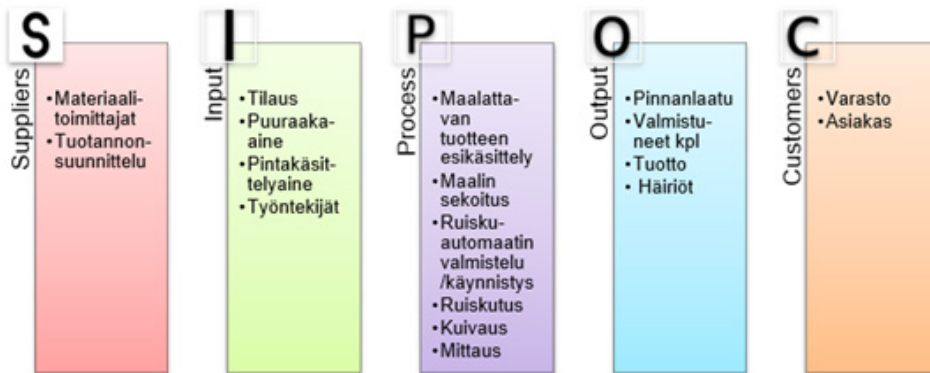 S
Suppliers
•Materiaali-
toimittajat
•Tuotannon-
suunnittelu
I
Input
•Tilaus
•Puuraaka-
aine
•Pintakäsit-
telyaine
•Työntekijät
P
Process
•Maalatta-
van
tuotteen
esikäsittely
•Maalin
sekoitus
•Ruisku-
automaatin
valmistelu
/käynnistys
•Ruiskutus
•Kuivaus
•Mittaus
O
Output
•Pinnanlaatu
•Valmistu-
neet kpl
•Tuotto
• Häiriöt
C
Customers
•Varasto
•Asiakas